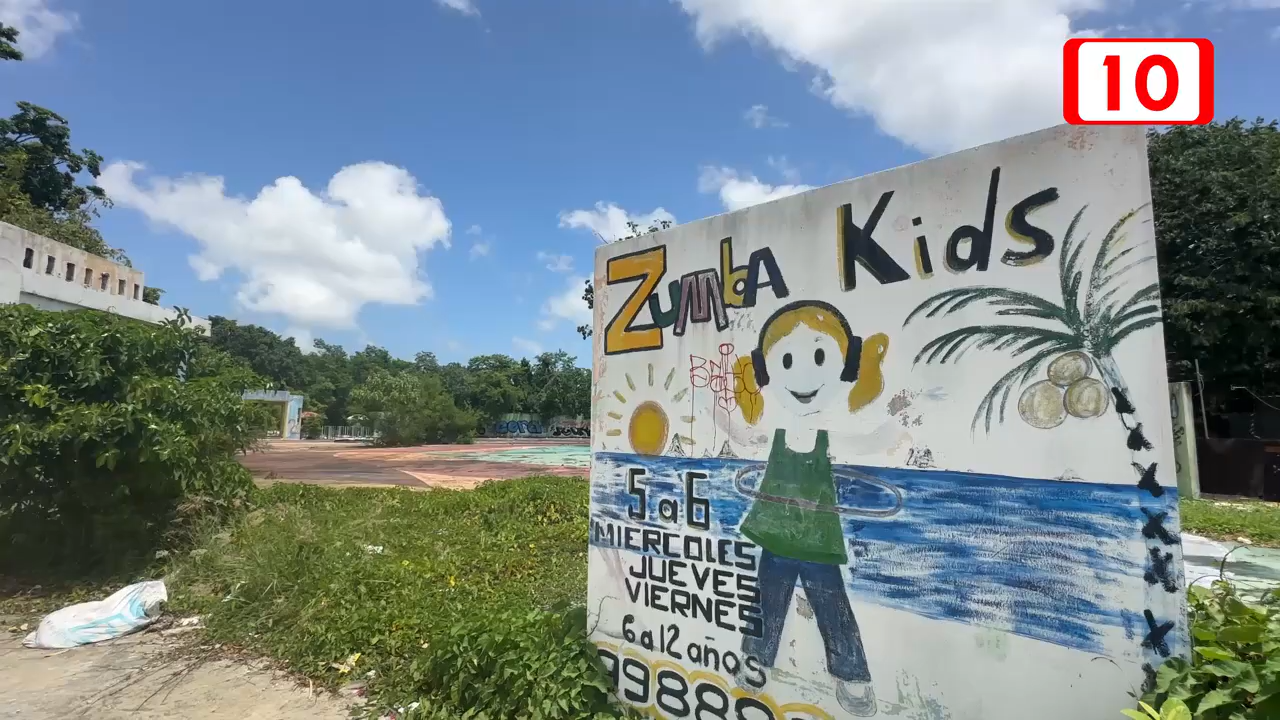 10
ZumbA Kids
5 a 6
MIERCOLES
JUEVES
VIERNES
6 a 12 años